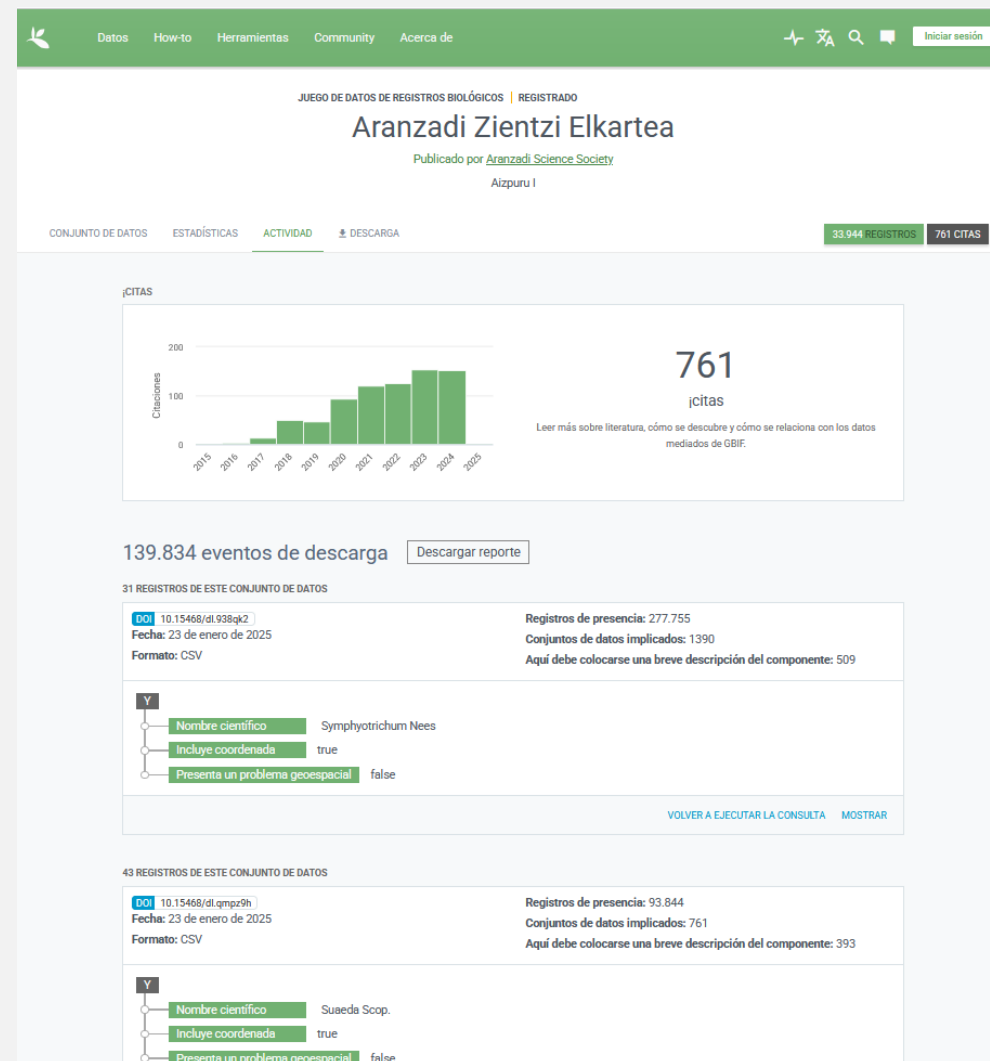 Datos How-to Herramientas Community Acerca de Iniciar sesión
JUEGO DE DATOS DE REGISTROS BIOLÓGICOS | REGISTRADO
Aranzadi Zientzi Elkartea
Publicado por Aranzadi Science Society
Aizpuru I
CONJUNTO DE DATOS ESTADÍSTICAS ACTIVIDAD DESCARGA 33.944 REGISTROS 761 CITAS
¡CITAS
Citaciones
200
100
0
2015 2016 2017 2018 2019 2020 2021 2022 2023 2024 2025
761
¡citas
Leer más sobre literatura, cómo se descubre y cómo se relaciona con los datos
mediados de GBIF.
139.834 eventos de descarga Descargar reporte
31 REGISTROS DE ESTE CONJUNTO DE DATOS
DOI 10.15468/dl.938qk2
Fecha: 23 de enero de 2025
Formato: CSV
Registros de presencia: 277.755
Conjuntos de datos implicados: 1390
Aquí debe colocarse una breve descripción del componente: 509
Y
Nombre científico Symphyotrichum Nees
Incluye coordenada true
Presenta un problema geoespacial false
VOLVER A EJECUTAR LA CONSULTA MOSTRAR
43 REGISTROS DE ESTE CONJUNTO DE DATOS
DOI 10.15468/dl.qmpz9h
Fecha: 23 de enero de 2025
Formato: CSV
Registros de presencia: 93.844
Conjuntos de datos implicados: 761
Aquí debe colocarse una breve descripción del componente: 393
Y
Nombre científico Suaeda Scop.
Incluye coordenada true
Presenta un problema geoespacial false